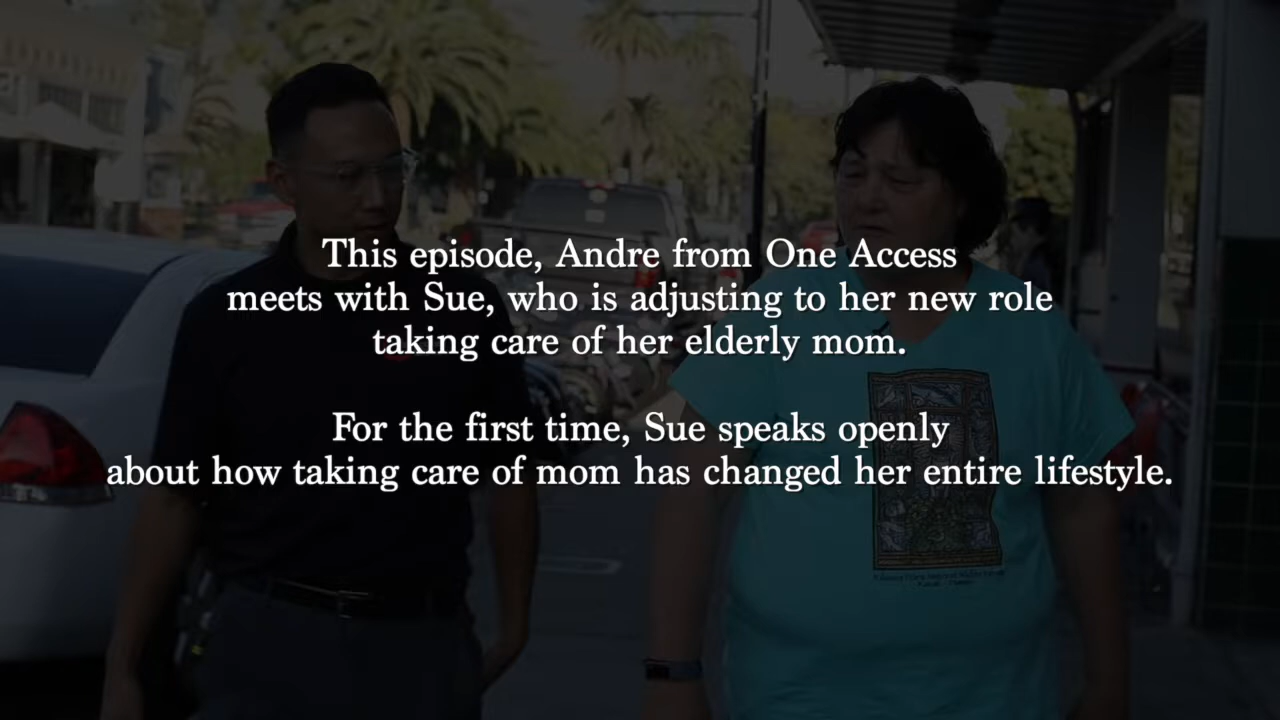 This episode, Andre from One Access
meets with Sue, who is adjusting to her new role
taking care of her elderly mom.
For the first time, Sue speaks openly
about how taking care of mom has changed her entire lifestyle.